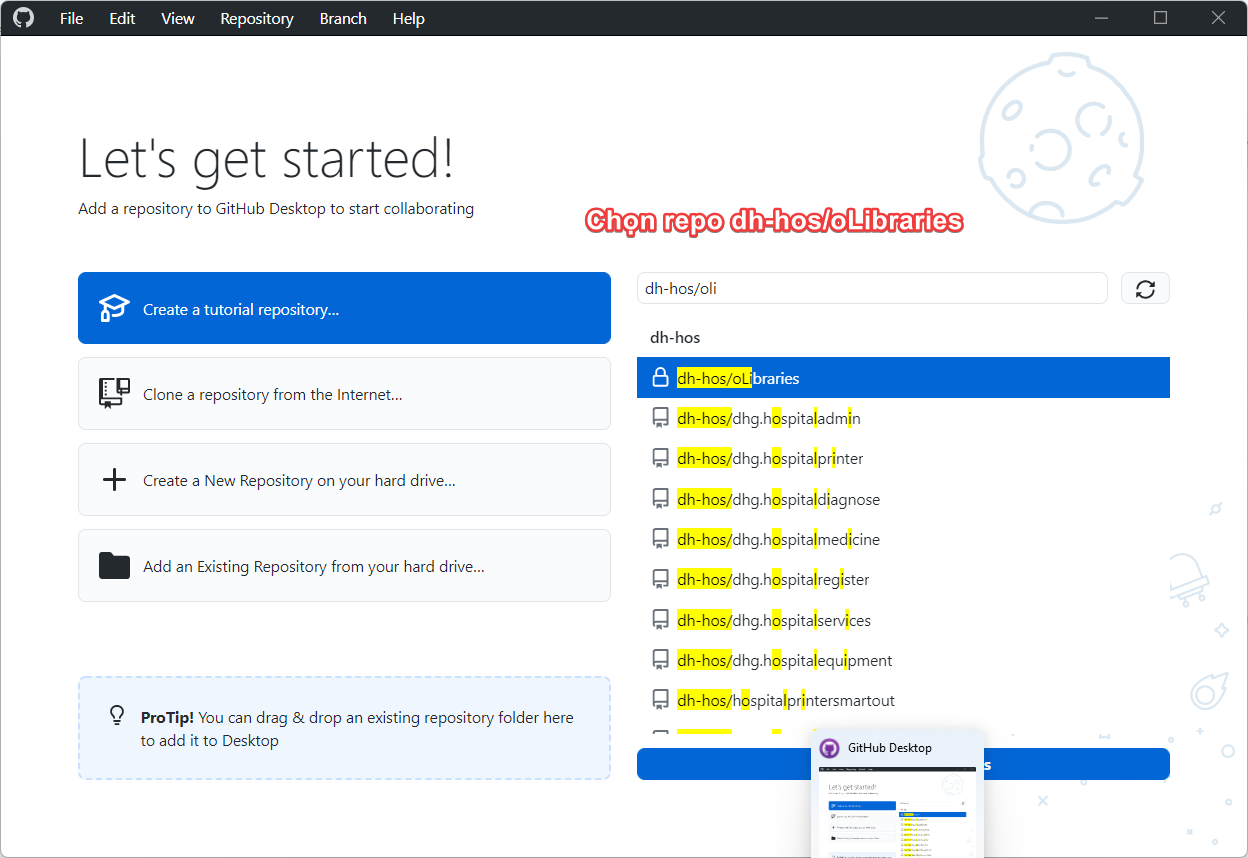 File Edit View Repository Branch Help
Let's get started!
Add a repository to GitHub Desktop to start collaborating
Chọn repo dh-hos/oLibraries
Create a tutorial repository...
Clone a repository from the Internet...
Create a New Repository on your hard drive...
Add an Existing Repository from your hard drive...
ProTip! You can drag & drop an existing repository folder here
to add it to Desktop
dh-hos/oli
dh-hos
dh-hos/oLibraries
dh-hos/dhg.hospitaladmin
dh-hos/dhg.hospitalprinter
dh-hos/dhg.hospitaldiagnose
dh-hos/dhg.hospitalmedicine
dh-hos/dhg.hospitalregister
dh-hos/dhg.hospitalservices
dh-hos/dhg.hospitalequipment
dh-hos/hospitalprintersmartout
s
GitHub Desktop
Let's get started!